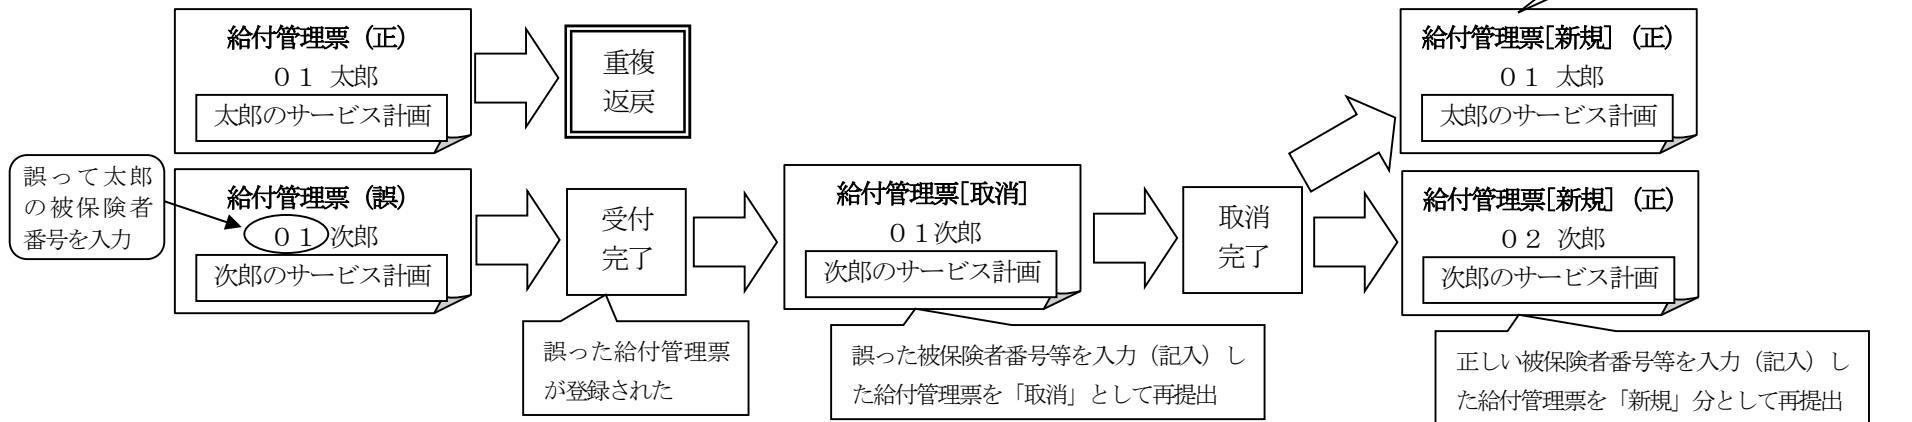 給付管理票（正）
０１ 太郎
太郎のサービス計画
重複
返戻
給付管理票[新規]（正）
０１ 太郎
太郎のサービス計画
誤って太郎
の被保険者
番号を入力
給付管理票（誤）
０１次郎
次郎のサービス計画
受付
完了
誤った給付管理票
が登録された
給付管理票[取消]
０１次郎
次郎のサービス計画
誤った被保険者番号等を入力（記入）し
た給付管理票を「取消」として再提出
取消
完了
給付管理票[新規]（正）
０２ 次郎
次郎のサービス計画
正しい被保険者番号等を入力（記入）し
た給付管理票を「新規」分として再提出